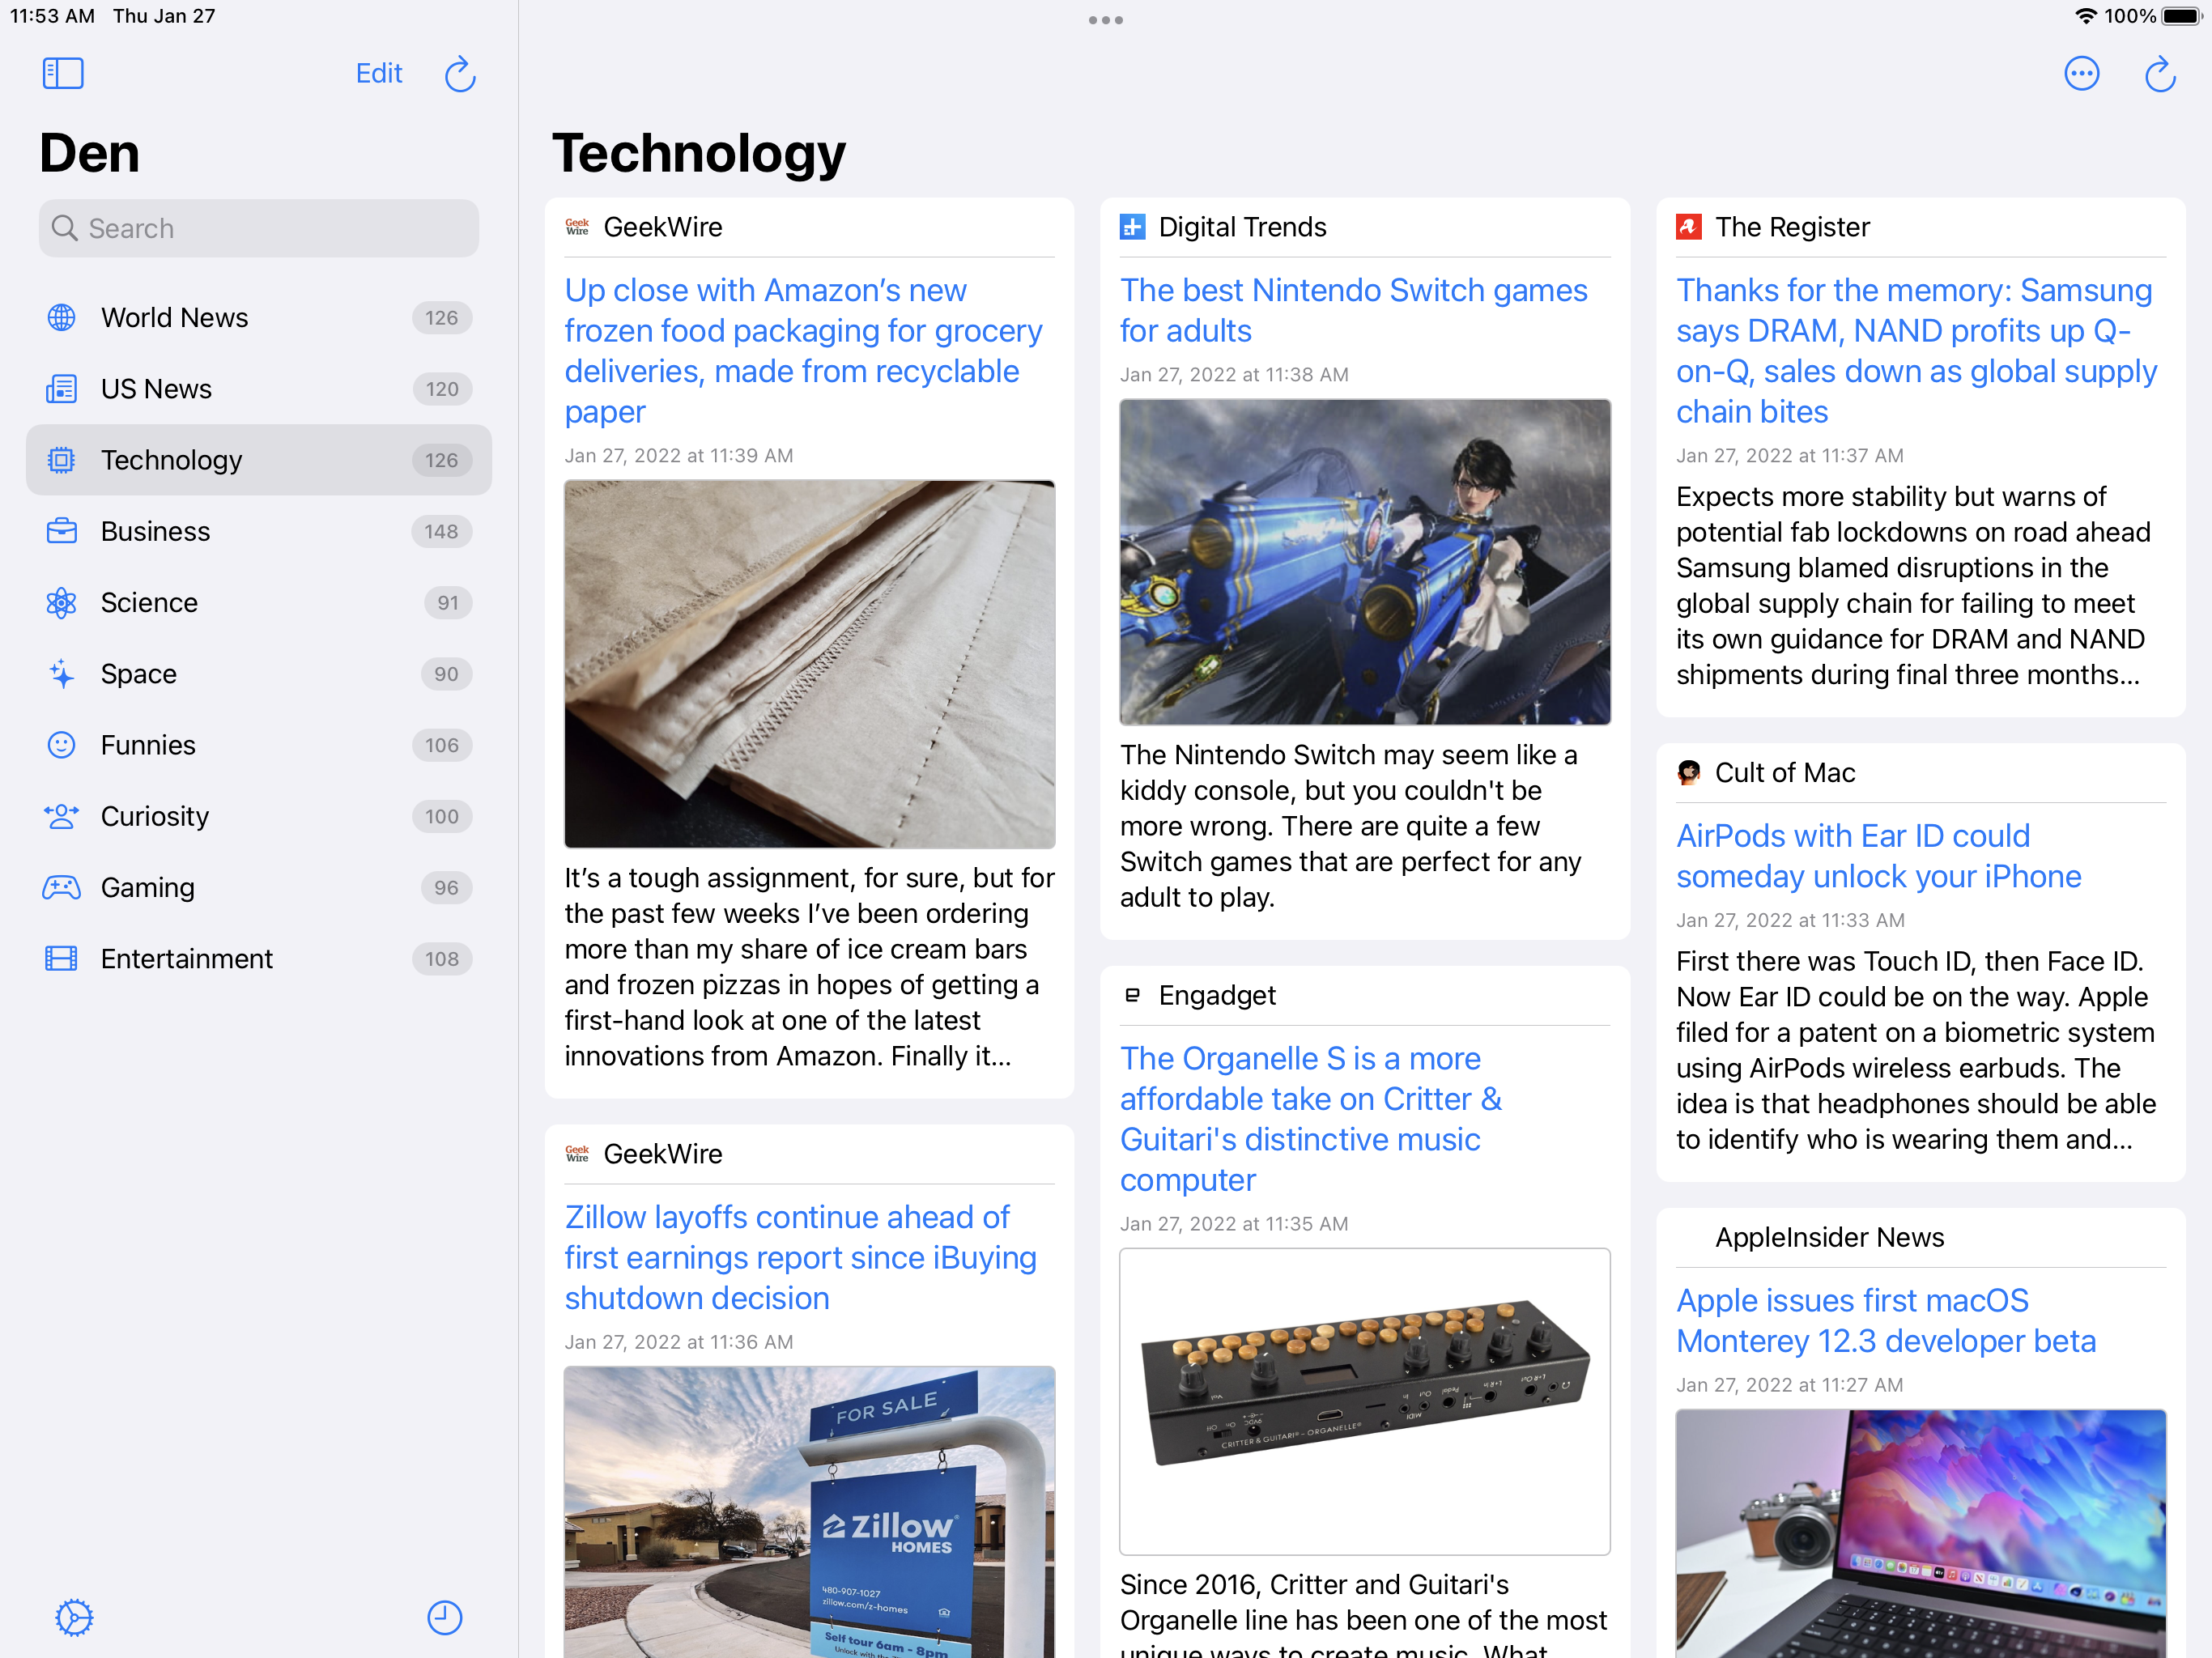 11:53 AM Thu Jan 27
100%
Edit
Den
Search
World News 126
US News 120
Technology 126
Business 148
Science 91
Space 90
Funnies 106
Curiosity 100
Gaming 96
Entertainment 108
Technology
Geek
Wire
GeekWire
Up close with Amazon’s new
frozen food packaging for grocery
deliveries, made from recyclable
paper
Jan 27, 2022 at 11:39 AM
It’s a tough assignment, for sure, but for
the past few weeks I’ve been ordering
more than my share of ice cream bars
and frozen pizzas in hopes of getting a
first-hand look at one of the latest
innovations from Amazon. Finally it...
Geek
Wire
GeekWire
Zillow layoffs continue ahead of
first earnings report since iBuying
shutdown decision
Jan 27, 2022 at 11:36 AM
FOR SALE
Zillow
HOMES
480-907-1027
zillow.com/z-homes
Self tour 6am - 8pm
Digital Trends
The best Nintendo Switch games
for adults
Jan 27, 2022 at 11:38 AM
The Nintendo Switch may seem like a
kiddy console, but you couldn't be
more wrong. There are quite a few
Switch games that are perfect for any
adult to play.
Engadget
The Organelle S is a more
affordable take on Critter &
Guitari's distinctive music
computer
Jan 27, 2022 at 11:35 AM
CRITTER & GUITARI® - ORGANELLE®
Since 2016, Critter and Guitari's
Organelle line has been one of the most
unique ways to create music. What
The Register
Thanks for the memory: Samsung
says DRAM, NAND profits up Q-
on-Q, sales down as global supply
chain bites
Jan 27, 2022 at 11:37 AM
Expects more stability but warns of
potential fab lockdowns on road ahead
Samsung blamed disruptions in the
global supply chain for failing to meet
its own guidance for DRAM and NAND
shipments during final three months...
Cult of Mac
AirPods with Ear ID could
someday unlock your iPhone
Jan 27, 2022 at 11:33 AM
First there was Touch ID, then Face ID.
Now Ear ID could be on the way. Apple
filed for a patent on a biometric system
using AirPods wireless earbuds. The
idea is that headphones should be able
to identify who is wearing them and...
AppleInsider News
Apple issues first macOS
Monterey 12.3 developer beta
Jan 27, 2022 at 11:27 AM